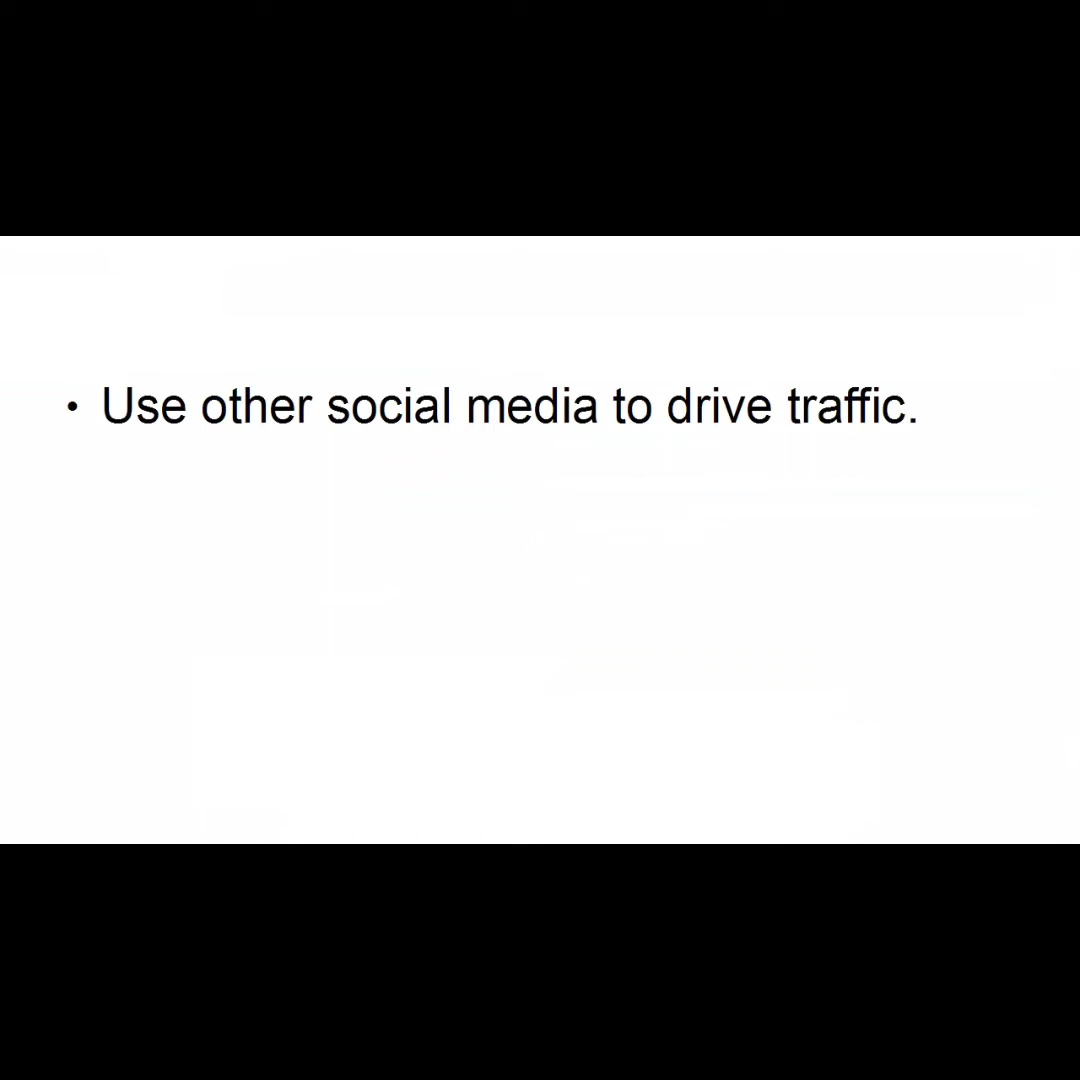 • Use other social media to drive traffic.